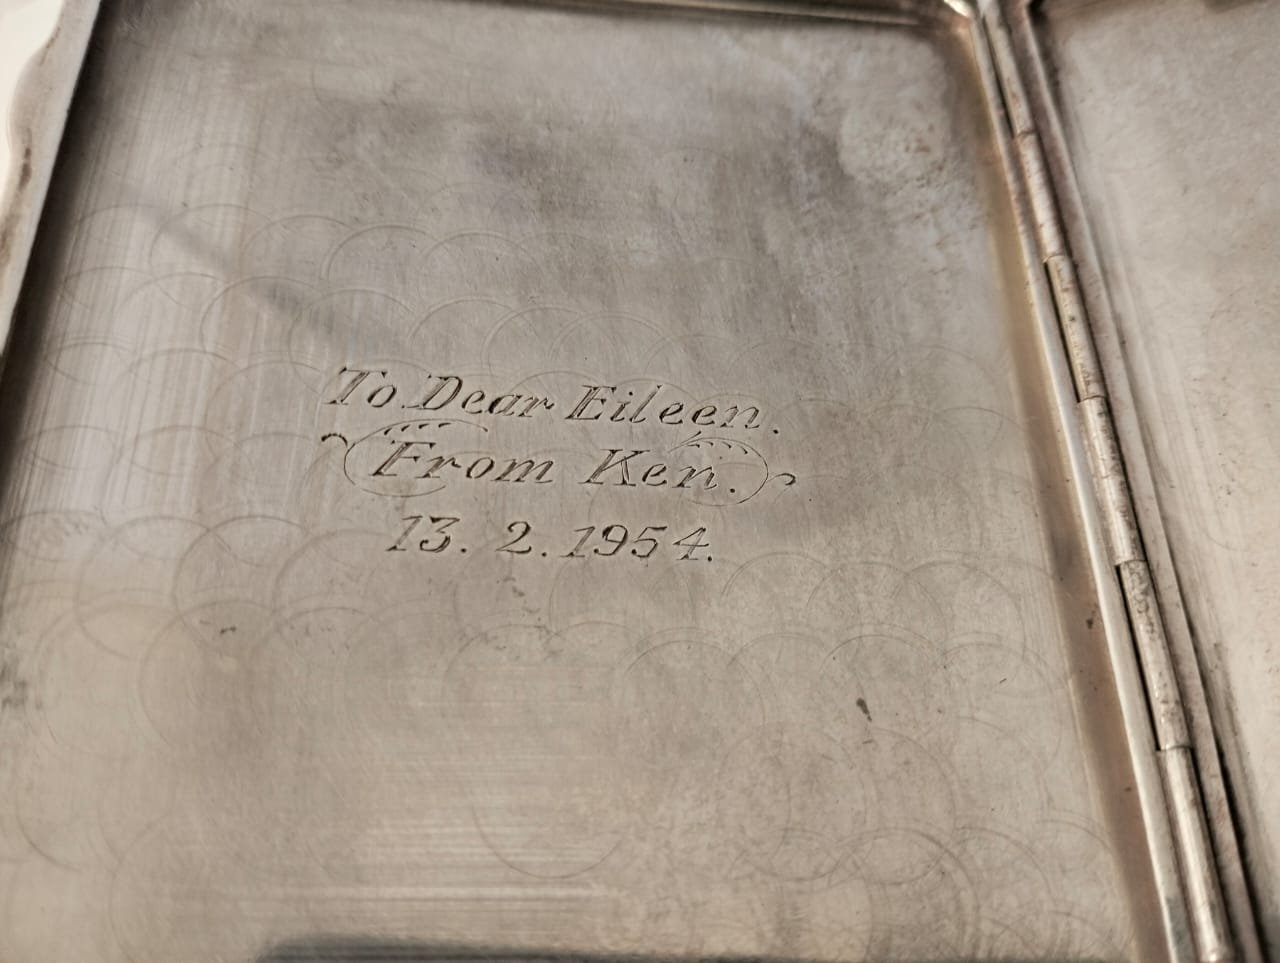 To Dear Eileen.
From Ken.
13. 2. 1954.